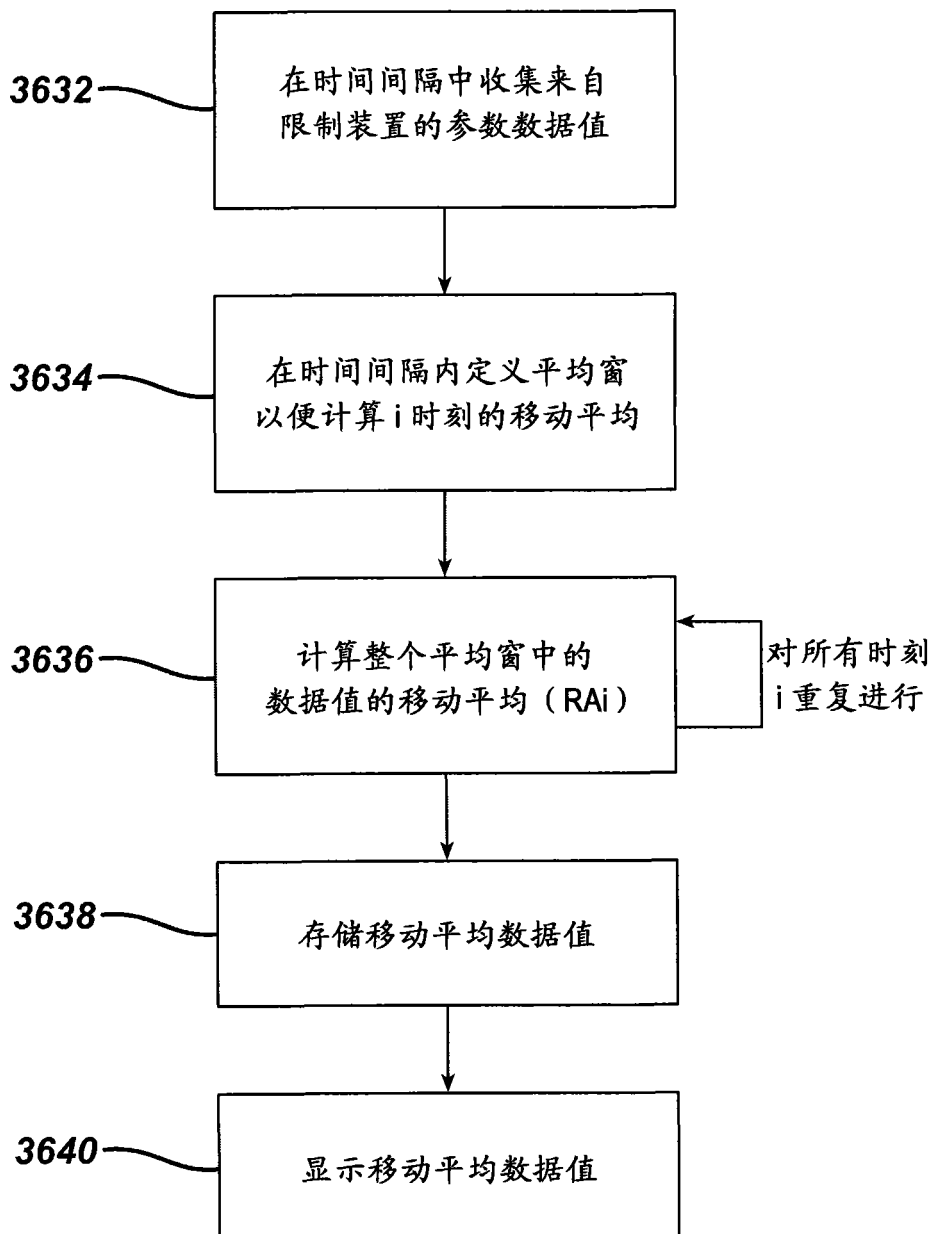 3632
在时间间隔中收集来自
限制装置的参数数据值
3634
在时间间隔内定义平均窗
以便计算i时刻的移动平均
3636
计算整个平均窗中的
数据值的移动平均（RAi）
对所有时刻
i重复进行
3638
存储移动平均数据值
3640
显示移动平均数据值